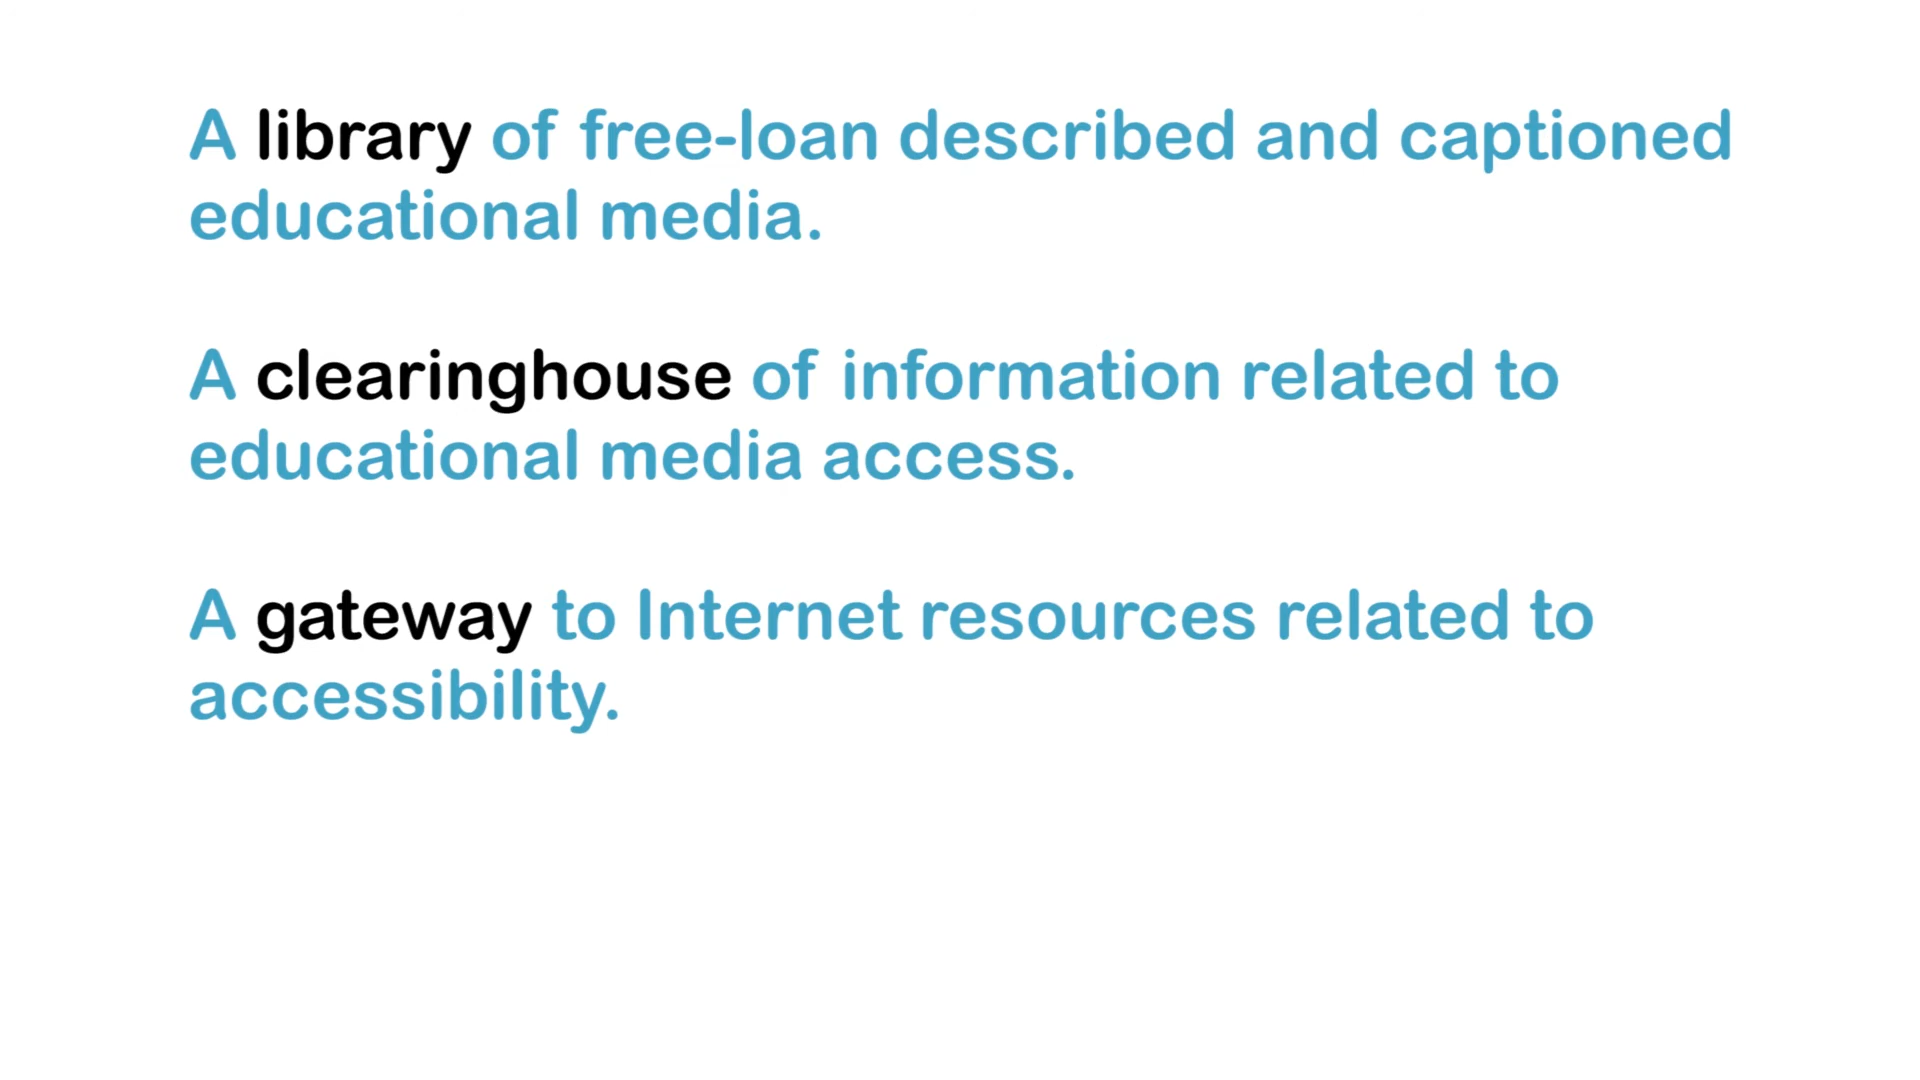 A library of free-loan described and captioned
educational media.
A clearinghouse of information related to
educational media access.
A gateway to Internet resources related to
accessibility.